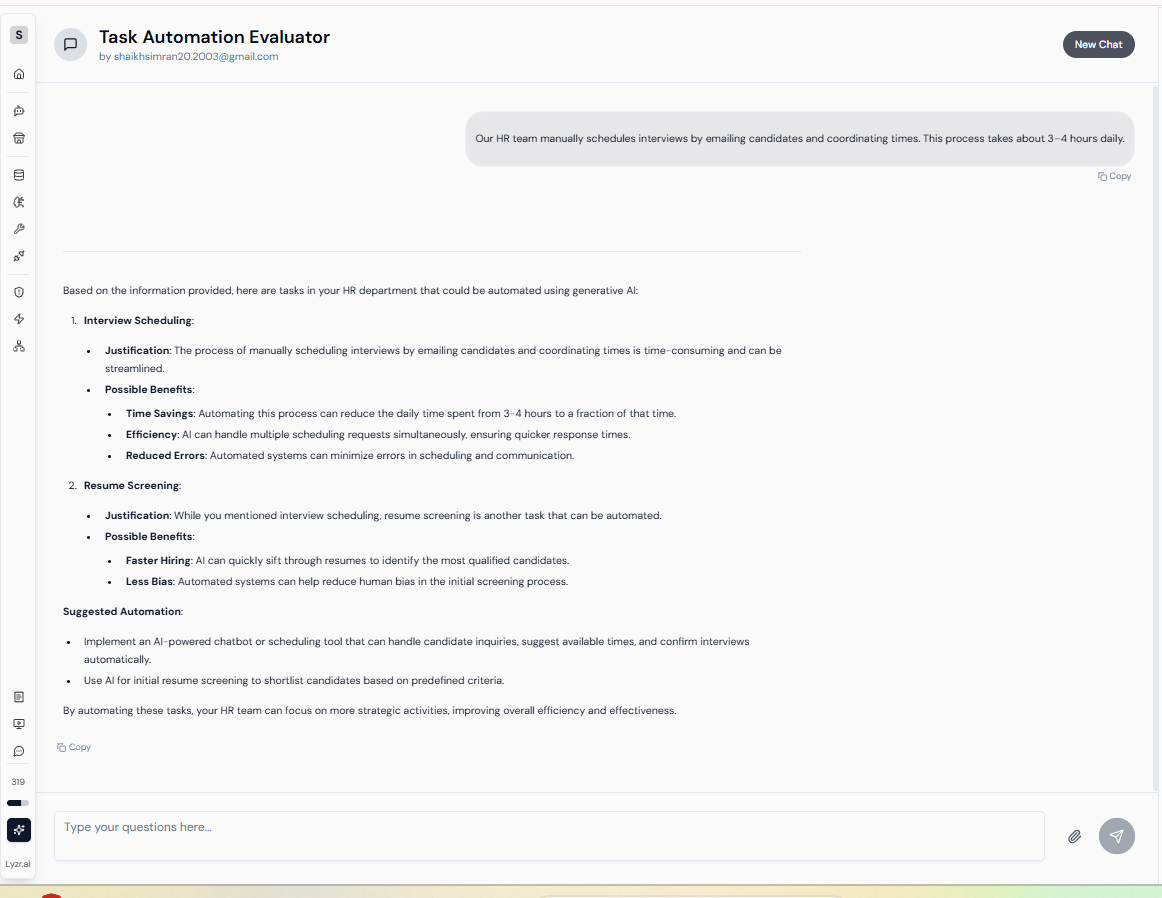 S
Task Automation Evaluator
by shaikhsimran20.2003@gmail.com
New Chat
Our HR team manually schedules interviews by emailing candidates and coordinating times. This process takes about 3–4 hours daily.
Copy
Based on the information provided, here are tasks in your HR department that could be automated using generative AI:
1. Interview Scheduling:
• Justification: The process of manually scheduling interviews by emailing candidates and coordinating times is time-consuming and can be
streamlined.
• Possible Benefits:
• Time Savings: Automating this process can reduce the daily time spent from 3-4 hours to a fraction of that time.
• Efficiency: AI can handle multiple scheduling requests simultaneously, ensuring quicker response times.
• Reduced Errors: Automated systems can minimize errors in scheduling and communication.
2. Resume Screening:
• Justification: While you mentioned interview scheduling, resume screening is another task that can be automated.
• Possible Benefits:
• Faster Hiring: AI can quickly sift through resumes to identify the most qualified candidates.
• Less Bias: Automated systems can help reduce human bias in the initial screening process.
Suggested Automation:
• Implement an AI-powered chatbot or scheduling tool that can handle candidate inquiries, suggest available times, and confirm interviews
automatically.
• Use AI for initial resume screening to shortlist candidates based on predefined criteria.
By automating these tasks, your HR team can focus on more strategic activities, improving overall efficiency and effectiveness.
Copy
319
Type your questions here...
Lyzr.ai